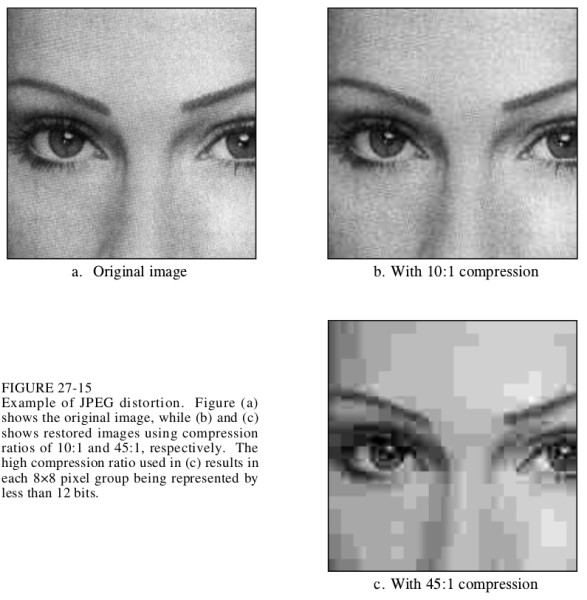 a. Original image
b. With 10:1 compression
FIGURE 27-15
Example of JPEG distortion. Figure (a)
shows the original image, while (b) and (c)
shows restored images using compression
ratios of 10:1 and 45:1, respectively. The
high compression ratio used in (c) results in
each 8×8 pixel group being represented by
less than 12 bits.
c. With 45:1 compression